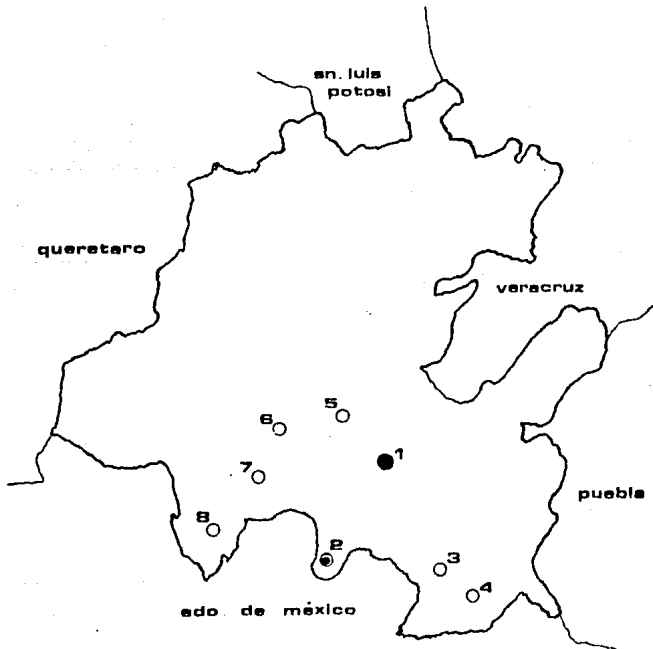 sn. luis
potosi
queretaro
veracruz
5
6
1
7
puebla
8
2
3
4
edo. de méxico